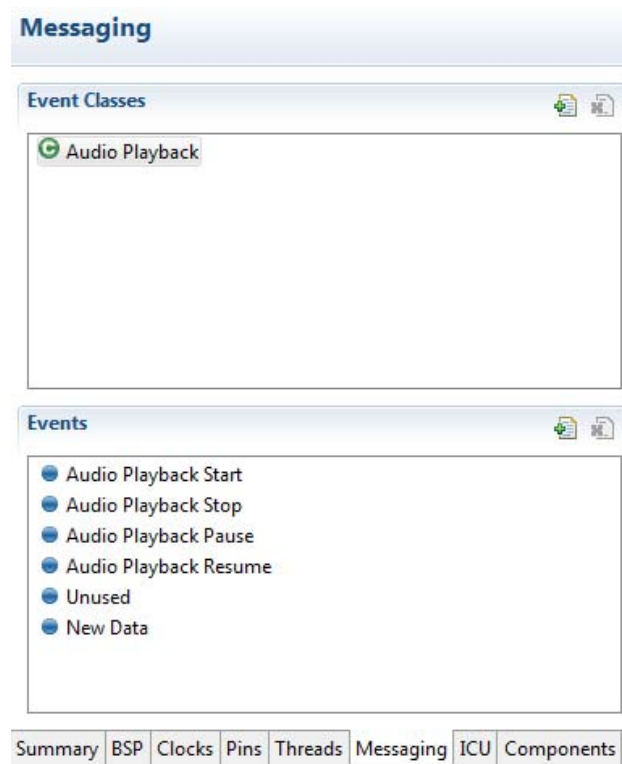 Messaging
Event Classes
Audio Playback
Events
Audio Playback Start
Audio Playback Stop
Audio Playback Pause
Audio Playback Resume
Unused
New Data
Summary BSP Clocks Pins Threads Messaging ICU Components